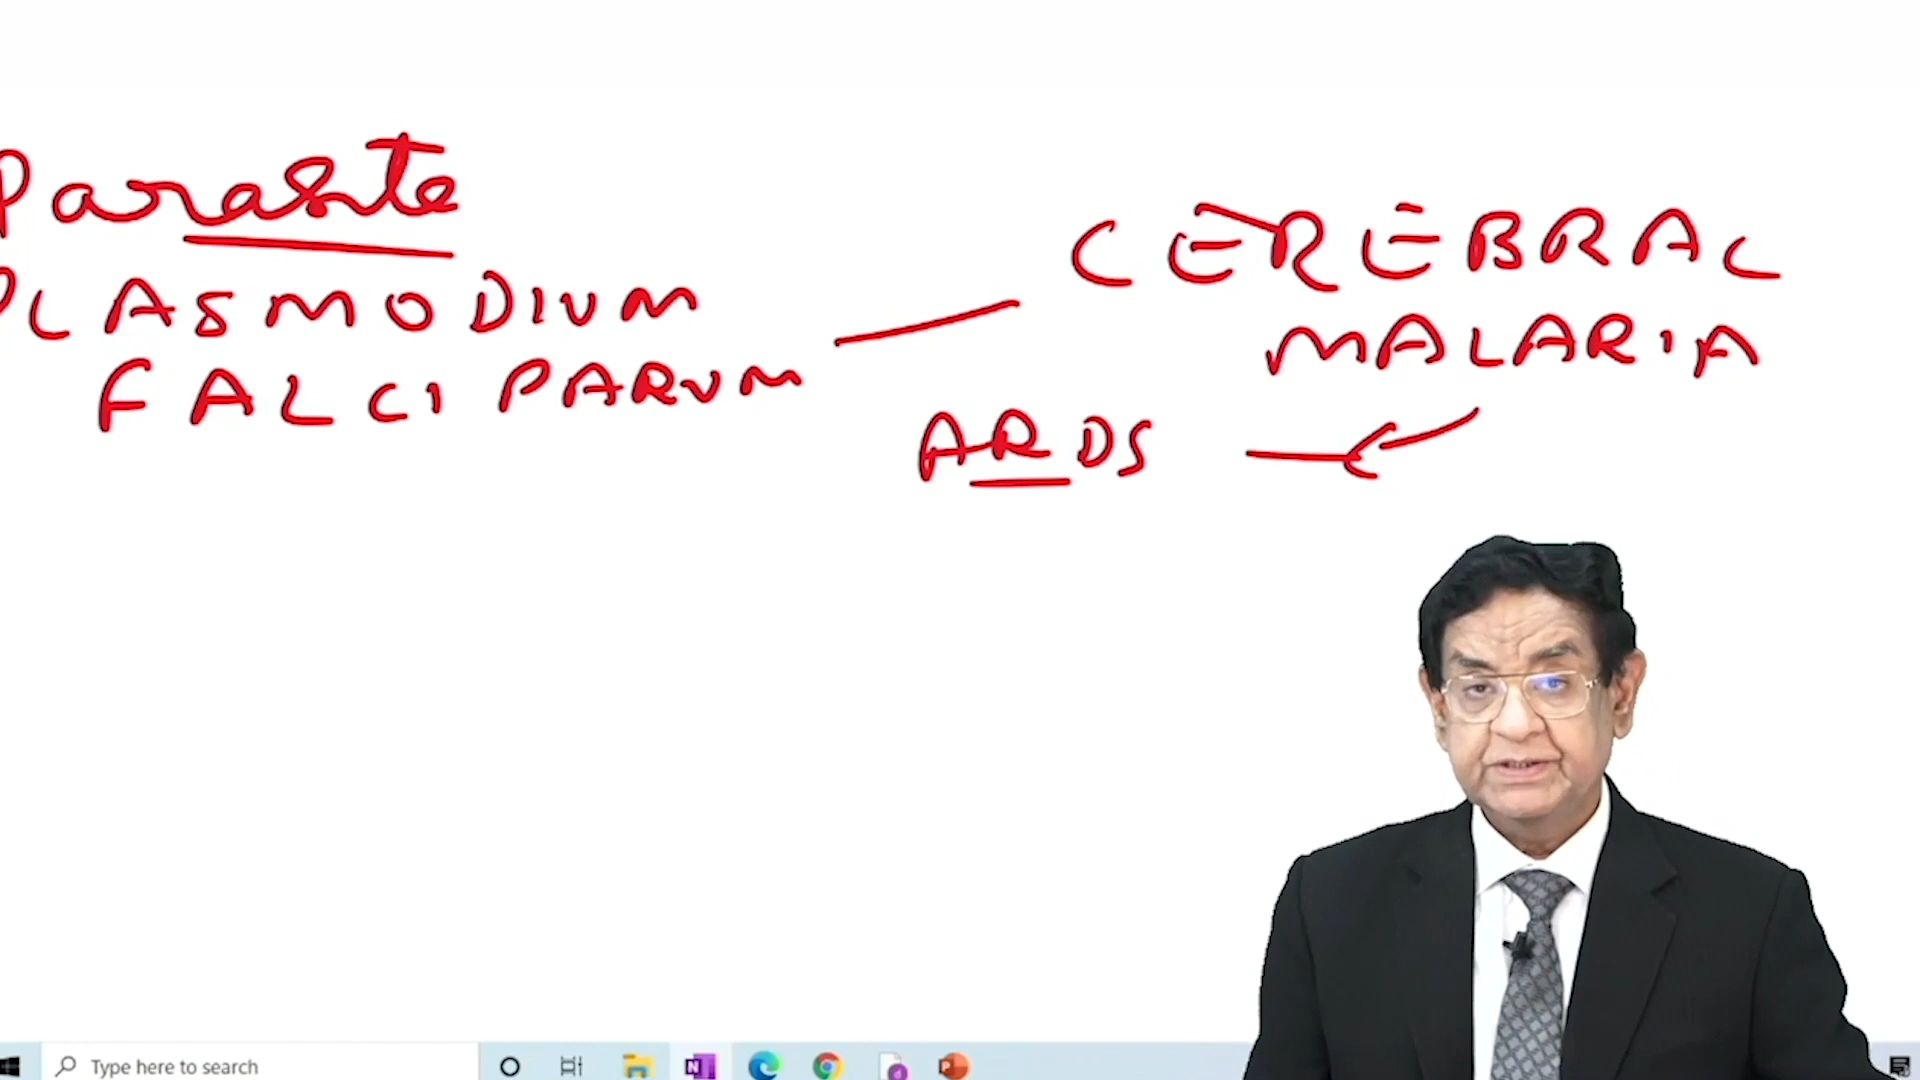 Parasite
PLASMODIUM
FALCIPARUM
CEREBRAL
MALARIA
ARDS
Type here to search